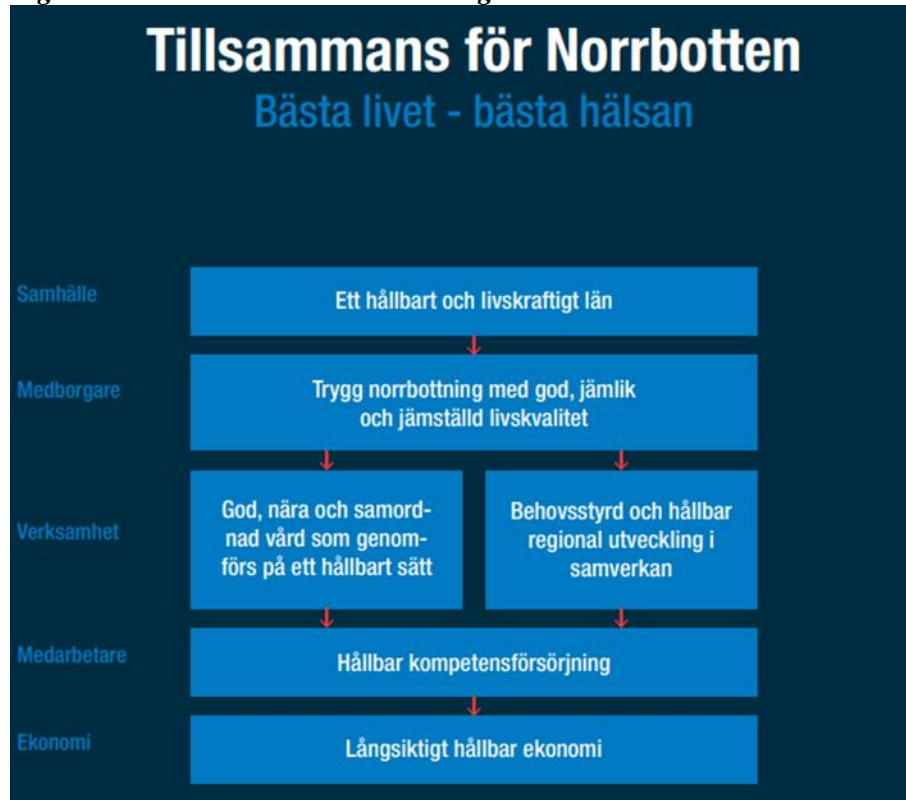 Tillsammans för Norrbotten
Bästa livet - bästa hälsan
Samhälle
Ett hållbart och livskraftigt län
Medborgare
Trygg norrbottning med god, jämlik
och jämställd livskvalitet
Verksamhet
God, nära och samord-
nad vård som genom-
förs på ett hållbart sätt
Behovsstyrd och hållbar
regional utveckling i
samverkan
Medarbetare
Hållbar kompetensförsörjning
Ekonomi
Långsiktigt hållbar ekonomi